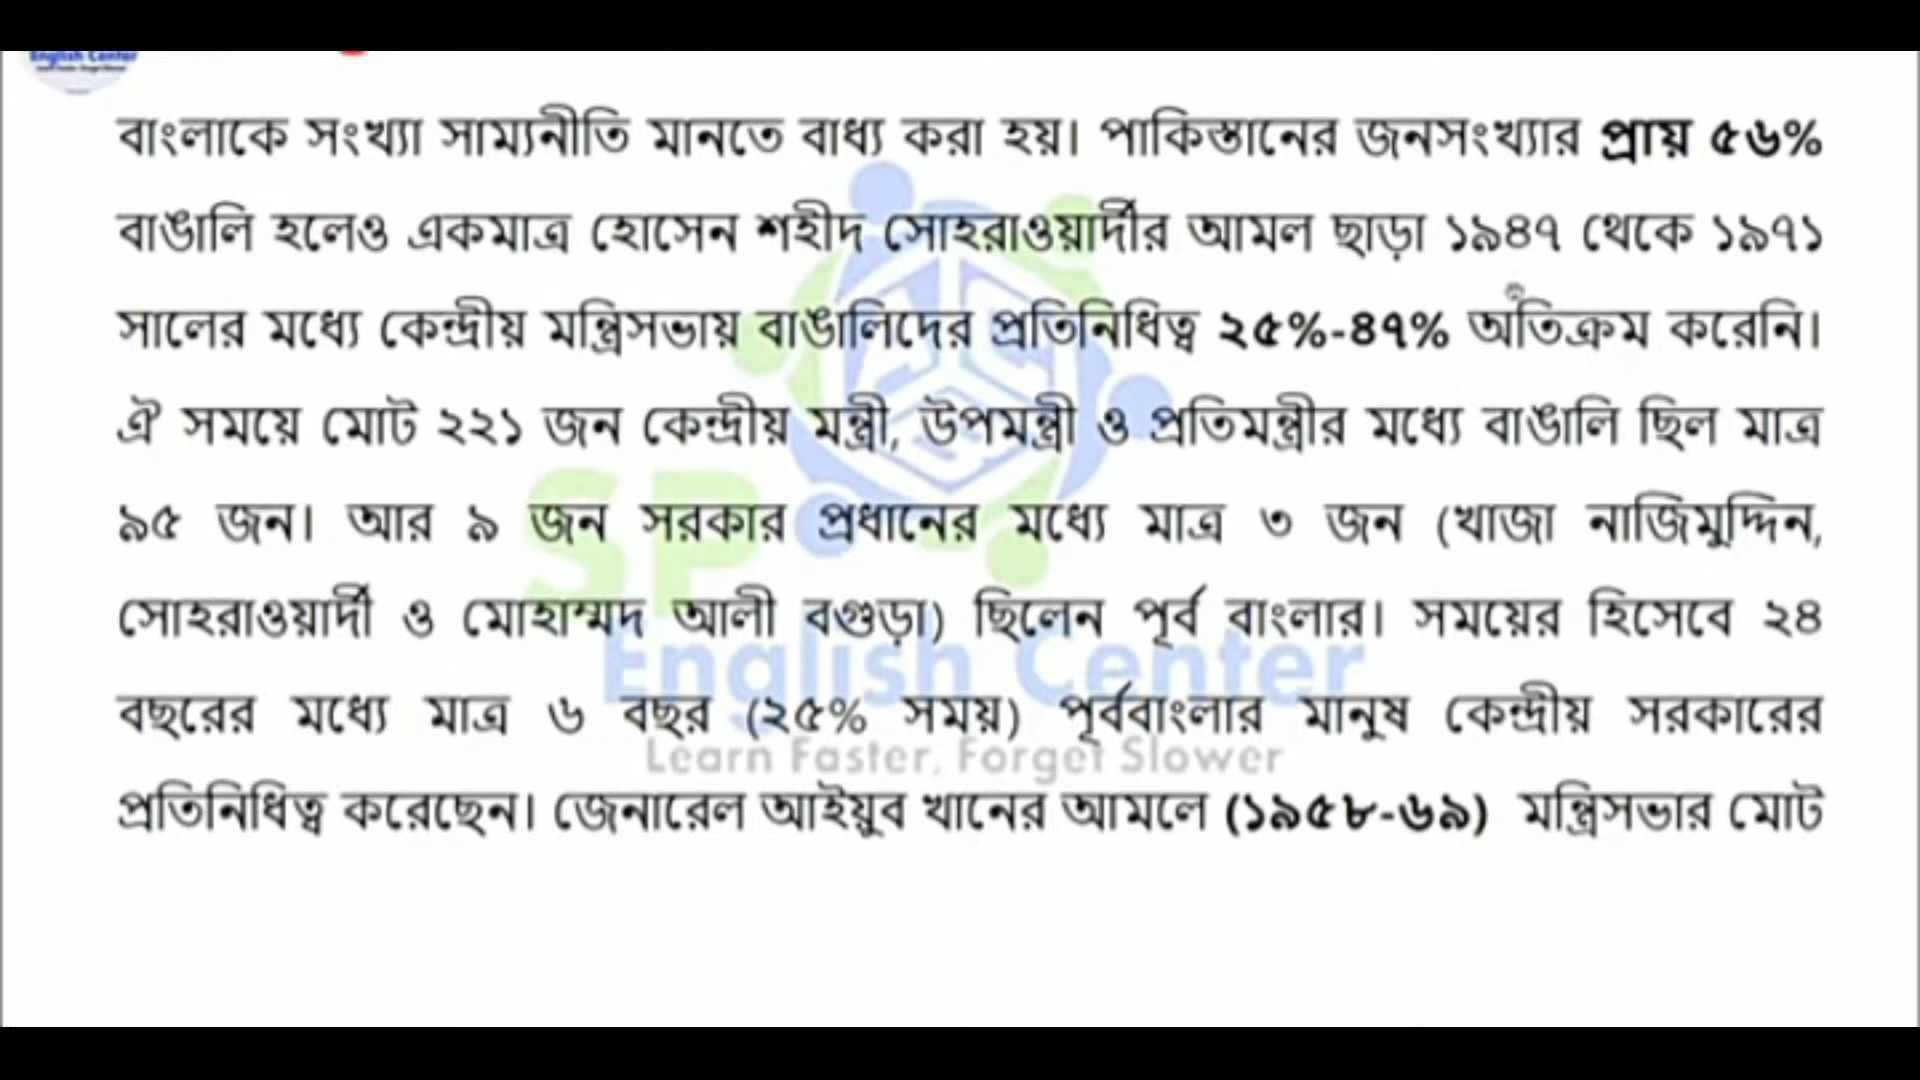 English Center
বাংলাকে সংখ্যা সাম্যনীতি মানতে বাধ্য করা হয়। পাকিস্তানের জনসংখ্যার প্রায় ৫৬%
বাঙালি হলেও একমাত্র হোসেন শহীদ সোহরাওয়ার্দীর আমল ছাড়া ১৯৪৭ থেকে ১৯৭১
সালের মধ্যে কেন্দ্রীয় মন্ত্রিসভায় বাঙালিদের প্রতিনিধিত্ব ২৫%-৪৭% অতিক্রম করেনি।
ঐ সময়ে মোট ২২১ জন কেন্দ্রীয় মন্ত্রী, উপমন্ত্রী ও প্রতিমন্ত্রীর মধ্যে বাঙালি ছিল মাত্র
৯৫ জন। আর ৯ জন সরকার প্রধানের মধ্যে মাত্র ৩ জন (খাজা নাজিমুদ্দিন,
সোহরাওয়ার্দী ও মোহাম্মদ আলী বগুড়া) ছিলেন পূর্ব বাংলার। সময়ের হিসেবে ২৪
বছরের মধ্যে মাত্র ৬ বছর (২৫% সময়) পূর্ববাংলার মানুষ কেন্দ্রীয় সরকারের
প্রতিনিধিত্ব করেছেন। জেনারেল আইয়ুব খানের আমলে (১৯৫৮-৬৯) মন্ত্রিসভার মোট
SP
English Center
Learn Faster, Forget Slower